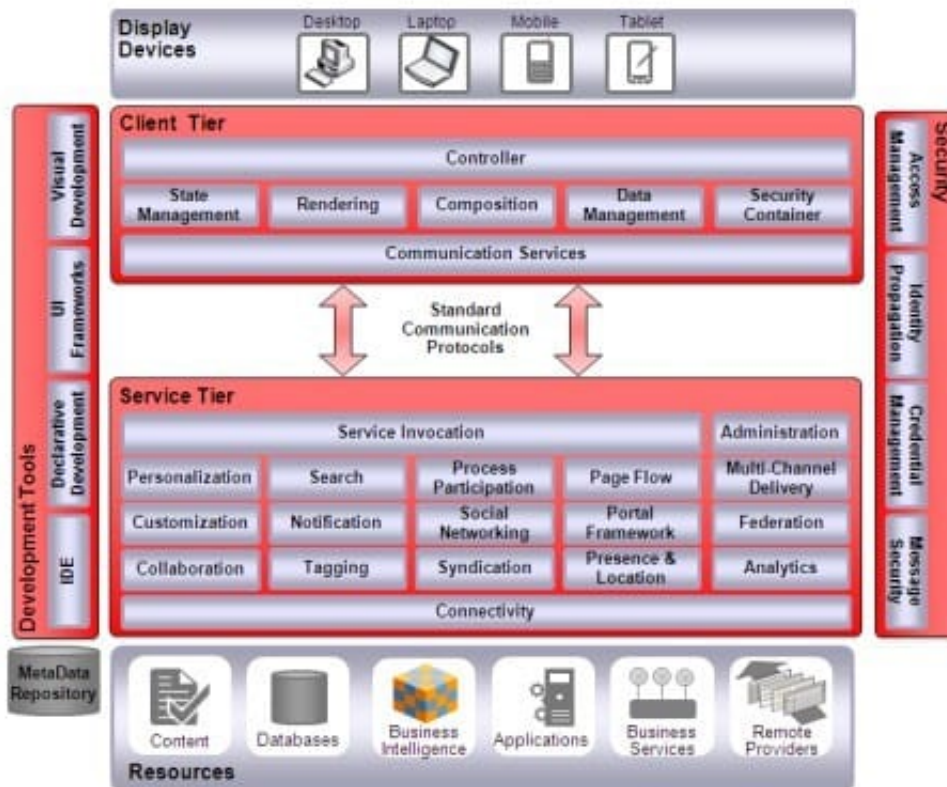 Display
Devices
Desktop
Laptop
Mobile
Tablet
Client Tier
Controller
State
Management
Rendering
Composition
Data
Management
Security
Container
Communication Services
Standard
Communication
Protocols
Service Tier
Service Invocation
Administration
Personalization
Search
Process
Participation
Page Flow
Multi-Channel
Delivery
Customization
Notification
Social
Networking
Portal
Framework
Federation
Collaboration
Tagging
Syndication
Presence &
Location
Analytics
Connectivity
Development Tools
Visual
Development
UI
Frameworks
Declarative
Development
IDE
Security
Access
Management
Identity
Propagation
Credential
Management
Message
Security
MetaData
Repository
Content
Databases
Business
Intelligence
Applications
Business
Services
Remote
Providers
Resources